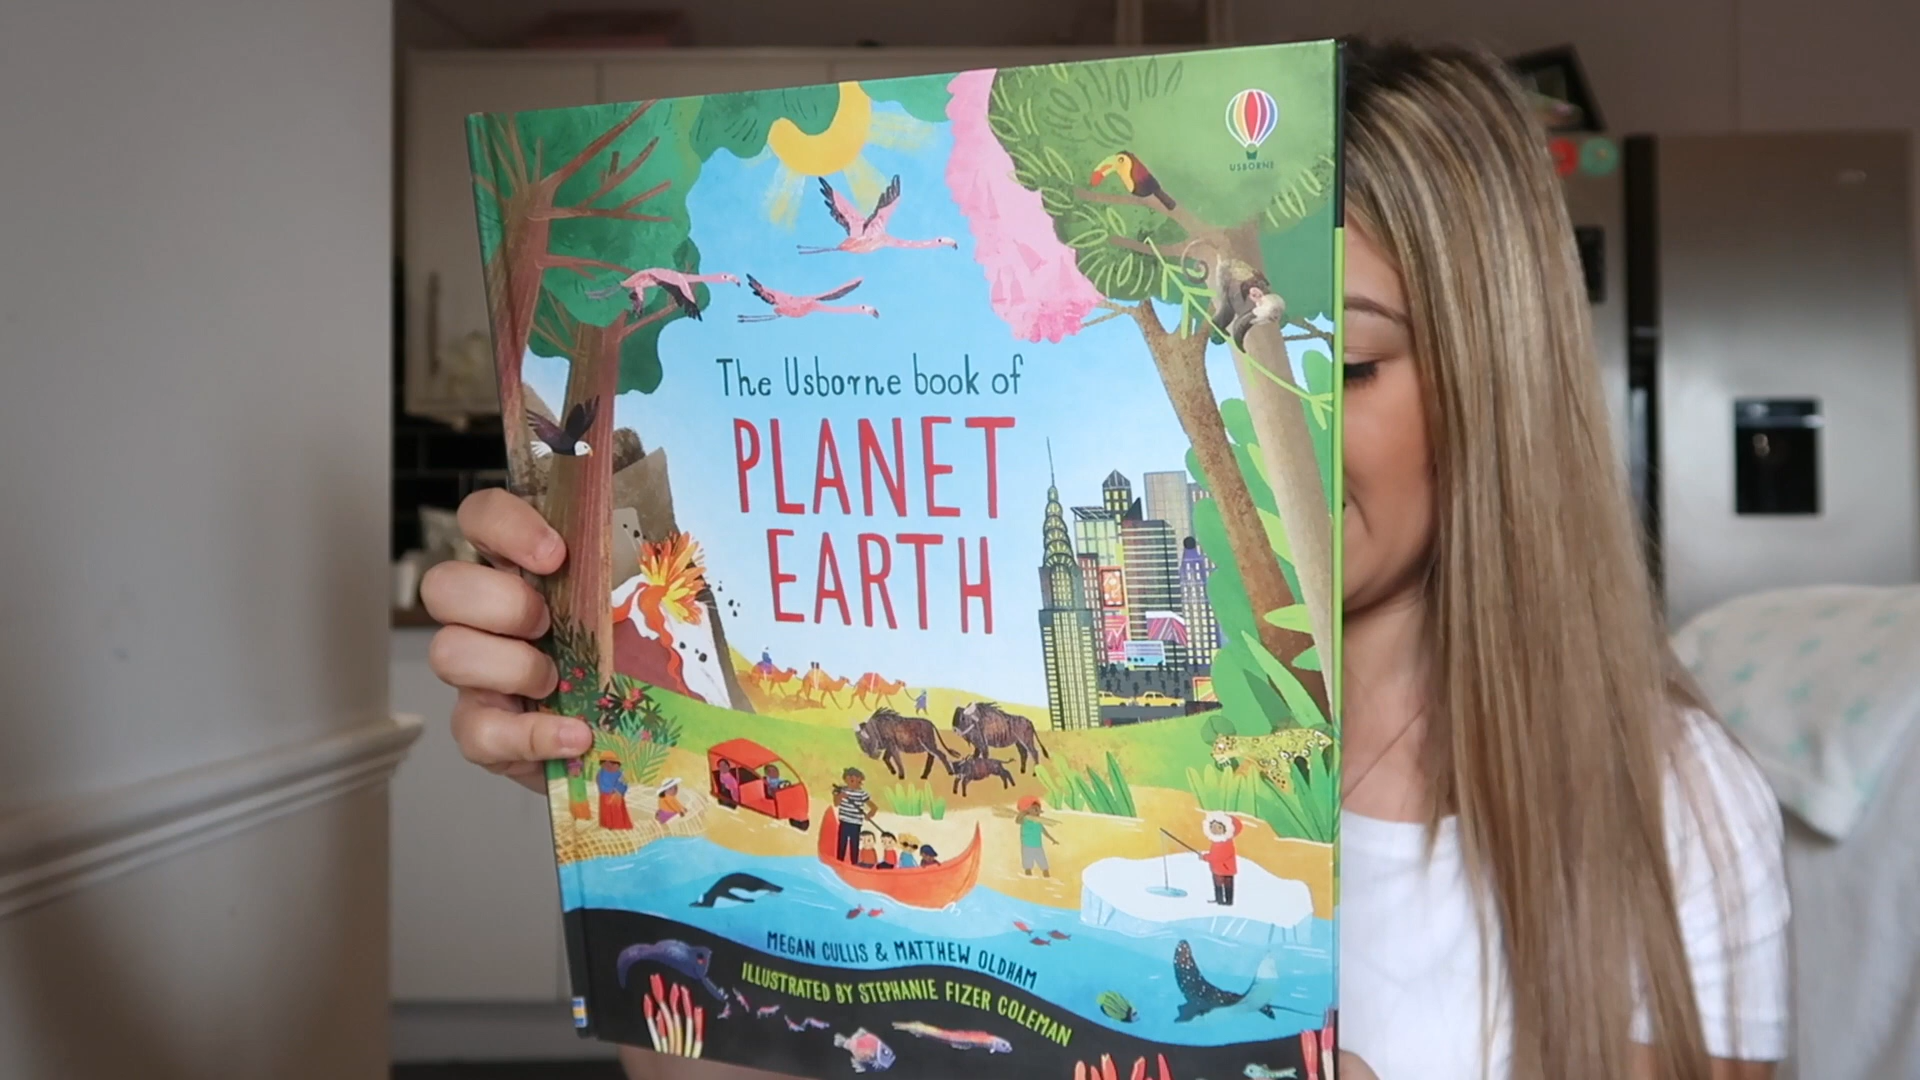 USBORNE
The Usborne book of
PLANET
EARTH
MEGAN CULLIS & MATTHEW OLDHAM
ILLUSTRATED BY STEPHANIE FIZER COLEMAN